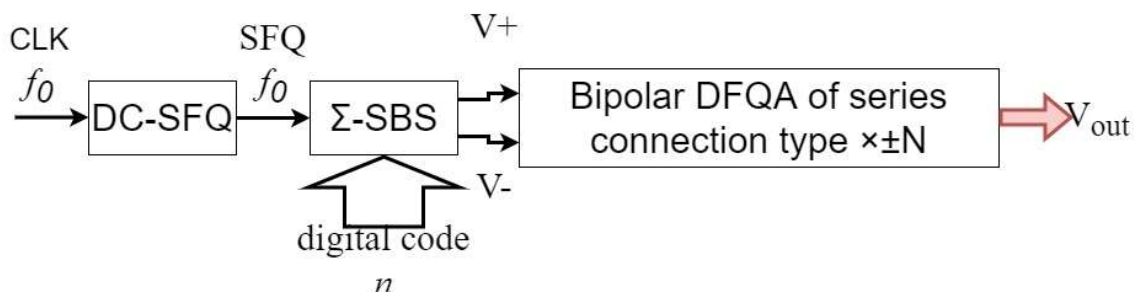 CLK
f0
DC-SFQ
SFQ
f0
Σ-SBS
V+
V-
digital code
n
Bipolar DFQA of series
connection type ×±N
Vout